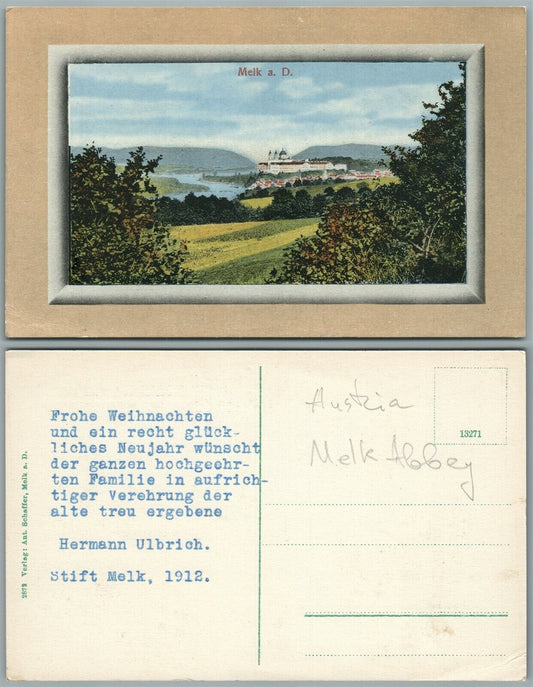 Melk a. D.
Frohe Weihnachten
und ein recht glück-
liches Neujahr wünscht
der ganzen hochgeehr-
ten Familie in aufrich-
tiger Verehrung der
alte treu ergebene
Hermann Ulbrich.
Stift Melk, 1912.
2873 Verlag: Ant. Schaffer, Melk a. D.
Austria
Melk Abbey
13271